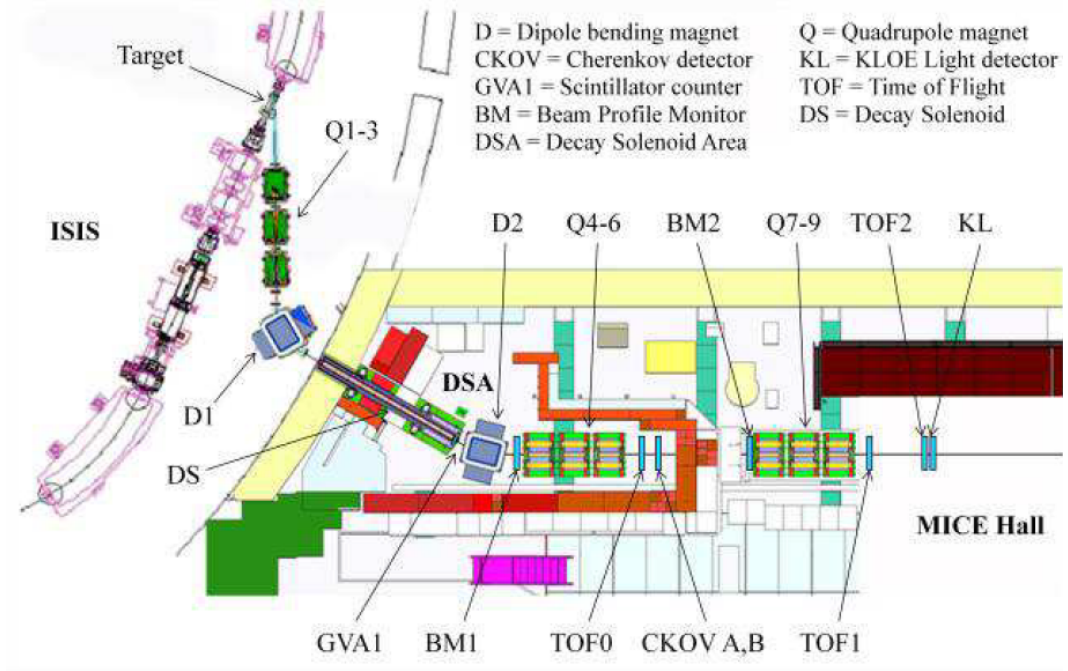 D = Dipole bending magnet
Q = Quadrupole magnet
CKOV = Cherenkov detector
KL = KLOE Light detector
GVA1 = Scintillator counter
TOF = Time of Flight
BM = Beam Profile Monitor
DS = Decay Solenoid
DSA = Decay Solenoid Area
Target
Q1-3
ISIS
D2
Q4-6
BM2
Q7-9
TOF2
KL
D1
DSA
DS
MICE Hall
GVA1
BM1
TOF0
CKOV A,B
TOF1